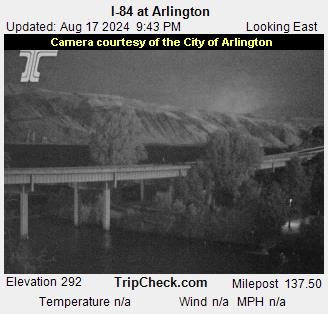 I-84 at Arlington
Updated: Aug 17 2024 9:43 PM Looking East
Camera courtesy of the City of Arlington
Elevation 292 TripCheck.com Milepost 137.50
Temperature n/a Wind n/a MPH n/a